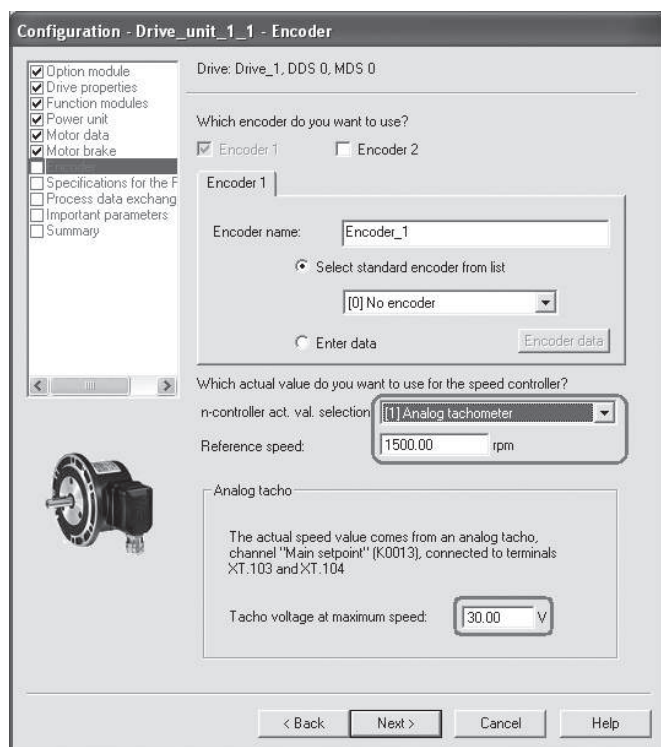 Configuration - Drive_unit_1_1 - Encoder
Option module
Drive properties
Function modules
Power unit
Motor data
Motor brake
Specifications for the F
Process data exchang
Important parameters
Summary
Drive: Drive_1, DDS 0, MDS 0
Which encoder do you want to use?
Encoder 1
Encoder 2
Encoder 1
Encoder name: Encoder_1
Select standard encoder from list
[0] No encoder
Enter data
Encoder data
Which actual value do you want to use for the speed controller?
n-controller act. val. selection [1] Analog tachometer
Reference speed: 1500.00 rpm
Analog tacho
The actual speed value comes from an analog tacho,
channel "Main setpoint" (K0013), connected to terminals
XT.103 and XT.104
Tacho voltage at maximum speed: 30.00 V
< Back Next > Cancel Help